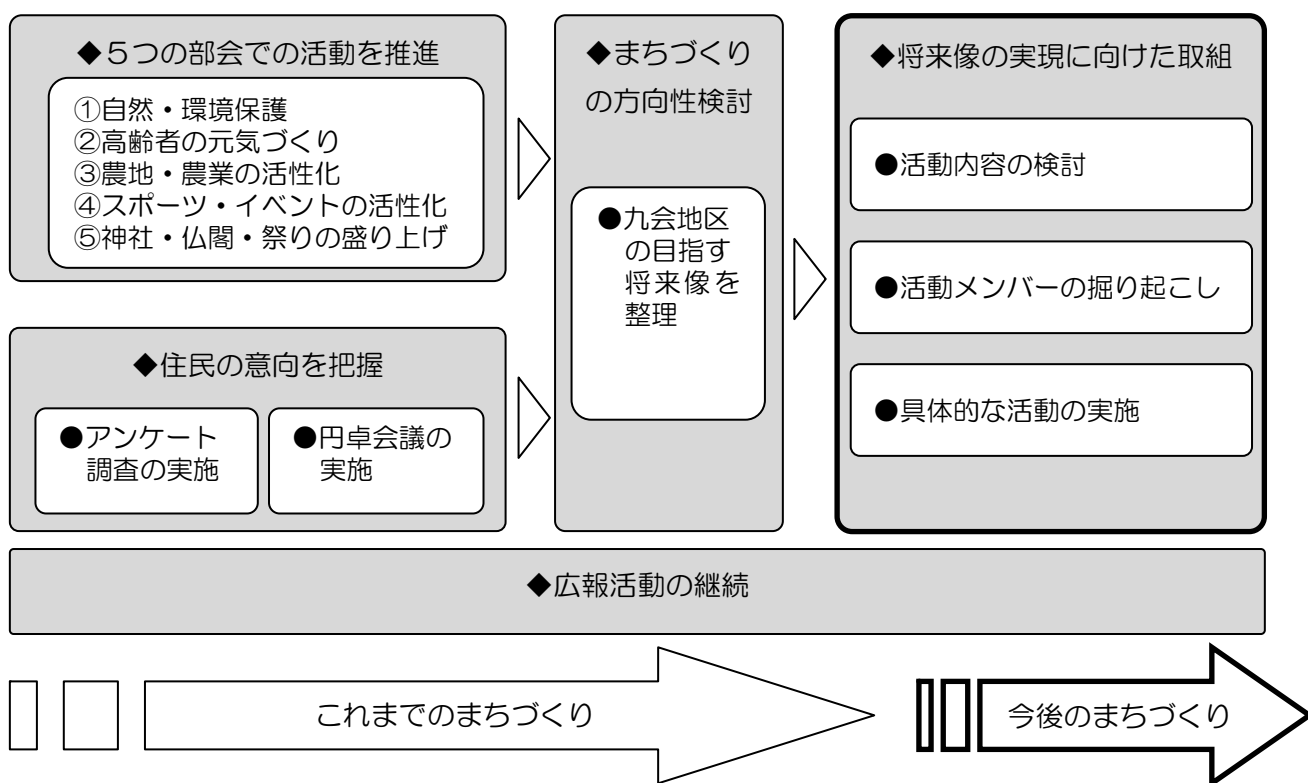 ◆５つの部会での活動を推進
①自然・環境保護
②高齢者の元気づくり
③農地・農業の活性化
④スポーツ・イベントの活性化
⑤神社・仏閣・祭りの盛り上げ
◆住民の意向を把握
●アンケート
調査の実施
●円卓会議の
実施
◆まちづくり
の方向性検討
●九会地区
の目指す
将来像を
整理
◆将来像の実現に向けた取組
●活動内容の検討
●活動メンバーの掘り起こし
●具体的な活動の実施
◆広報活動の継続
これまでのまちづくり
今後のまちづくり